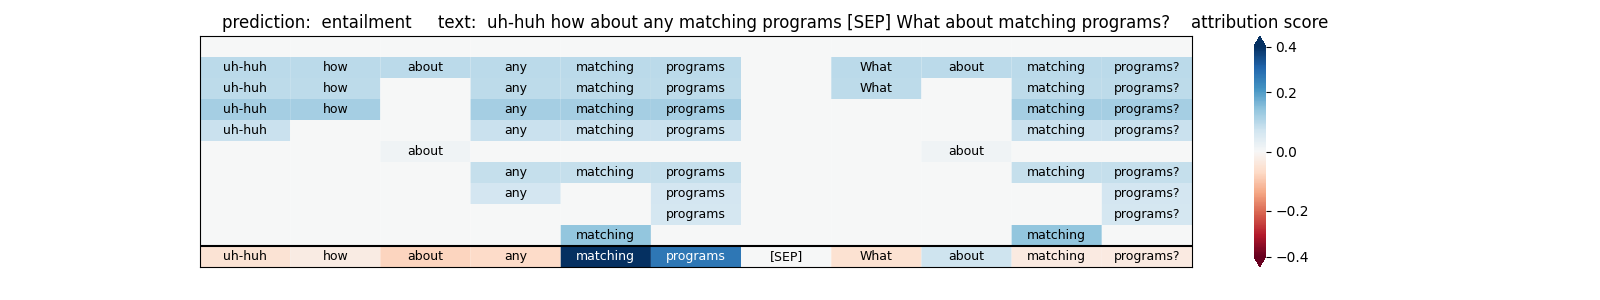 prediction:  entailment     text:  uh-huh how about any matching programs [SEP] What about matching programs?    attribution score
uh-huh how about any matching programs What about matching programs?
uh-huh how any matching programs What matching programs?
uh-huh how any matching programs matching programs?
uh-huh any matching programs matching programs?
about about
any matching programs matching programs?
any programs programs?
programs programs?
matching matching
uh-huh how about any matching programs [SEP] What about matching programs?
0.4
0.2
0.0
−0.2
−0.4